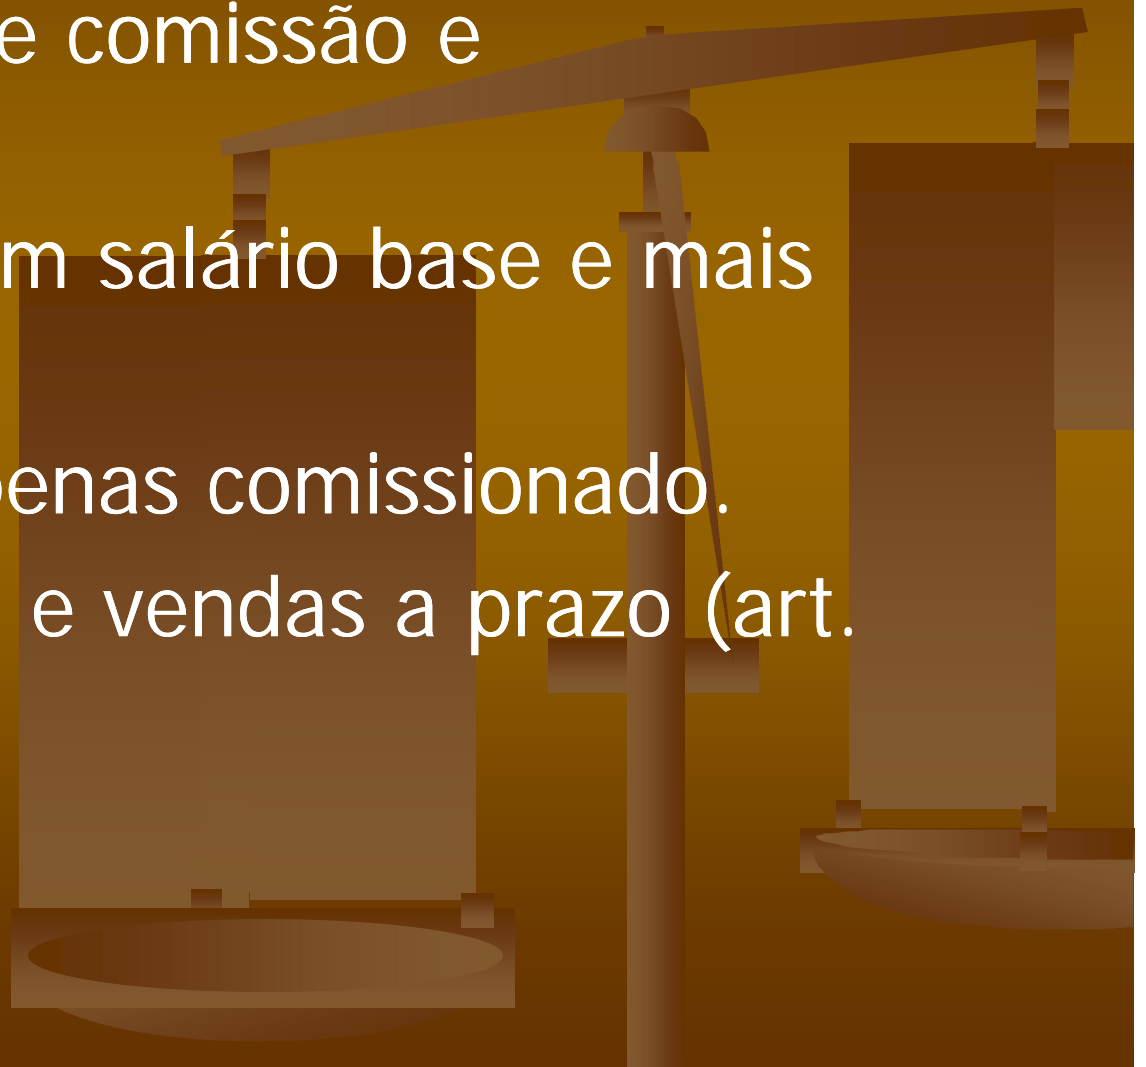 e comissão e
m salário base e mais
enas comissionado.
e vendas a prazo (art.